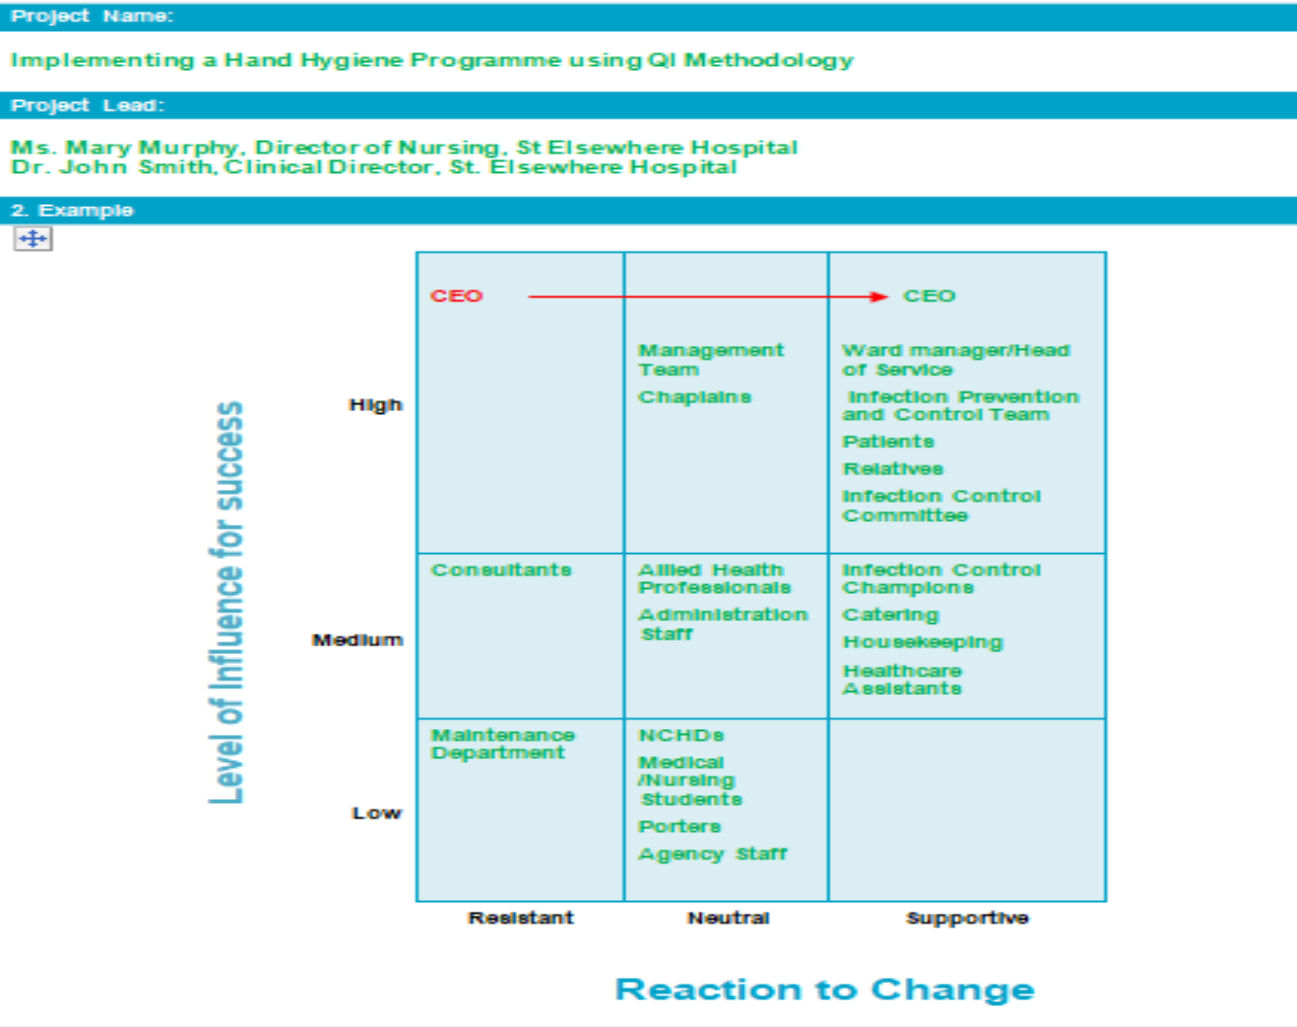 Project Name:
Implementing a Hand Hygiene Programme using QI Methodology
Project Lead:
Ms. Mary Murphy, Director of Nursing, St Elsewhere Hospital
Dr. John Smith, Clinical Director, St. Elsewhere Hospital
2. Example
Level of Influence for success
High
CEO
CEO
Management
Team
Chaplains
Ward manager/Head
of Service
Infection Prevention
and Control Team
Patients
Relatives
Infection Control
Committee
Medium
Consultants
Allied Health
Professionals
Administration
Staff
Infection Control
Champions
Catering
Housekeeping
Healthcare
Assistants
Low
Maintenance
Department
NCHDs
Medical
/Nursing
Students
Porters
Agency Staff
Resistant
Neutral
Supportive
Reaction to Change